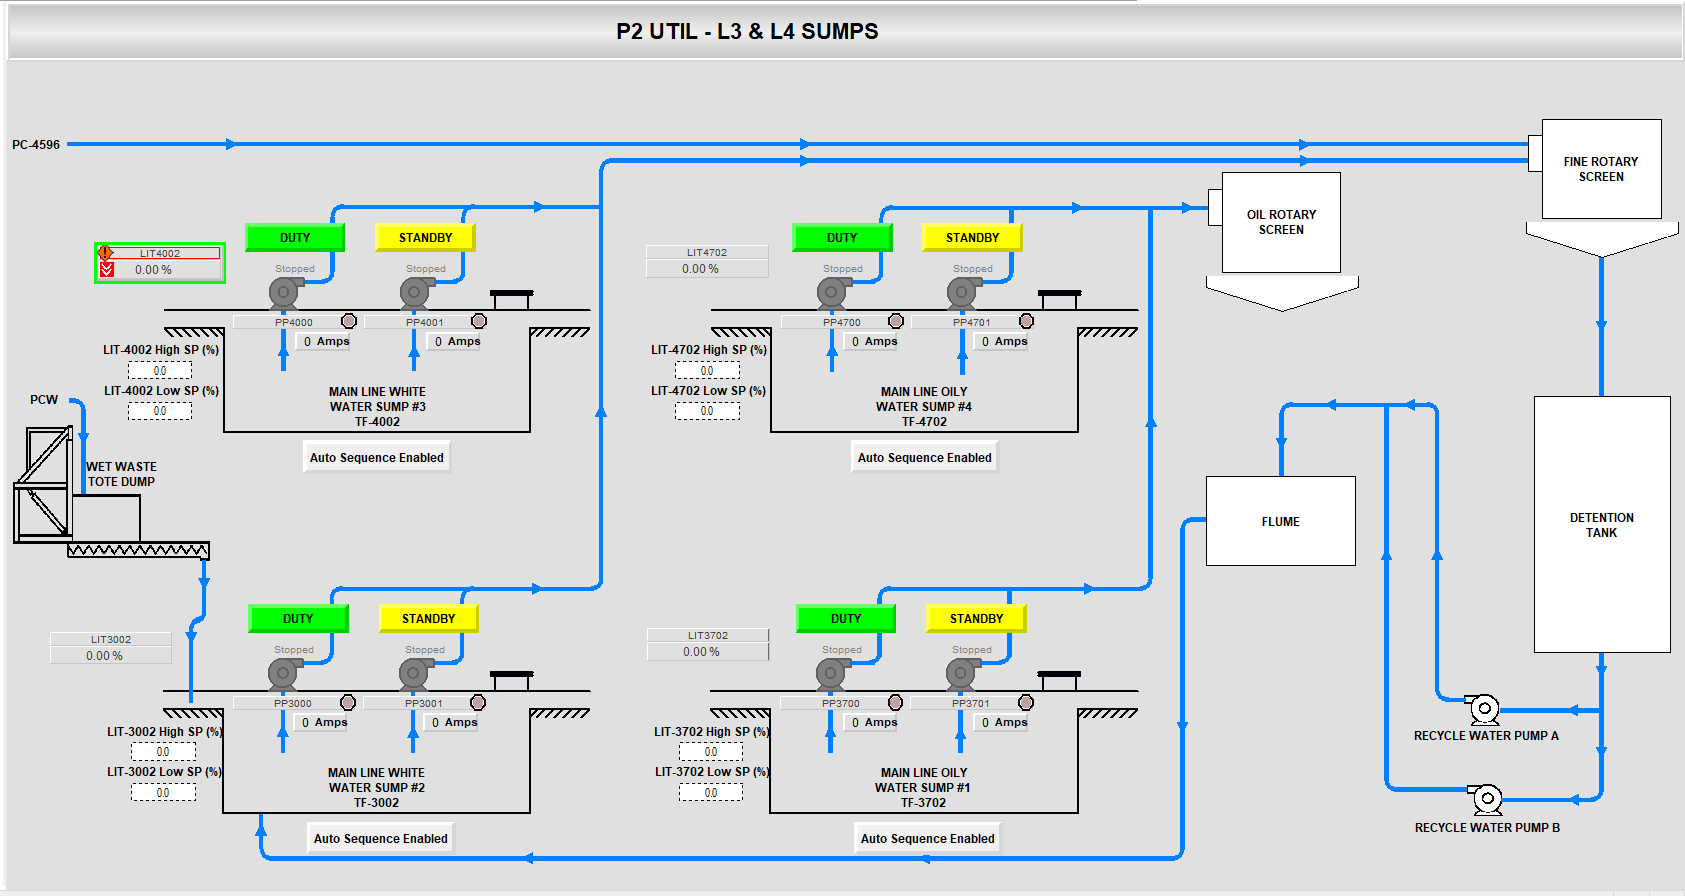 P2 UTIL - L3 & L4 SUMPS
PC-4596
FINE ROTARY
SCREEN
OIL ROTARY
SCREEN
DUTY
STANDBY
LIT4002
0.00 %
Stopped
Stopped
PP4000
PP4001
0 Amps
0 Amps
LIT-4002 High SP (%)
0.0
LIT-4002 Low SP (%)
0.0
MAIN LINE WHITE
WATER SUMP #3
TF-4002
Auto Sequence Enabled
DUTY
STANDBY
LIT4702
0.00 %
Stopped
Stopped
PP4700
PP4701
0 Amps
0 Amps
LIT-4702 High SP (%)
0.0
LIT-4702 Low SP (%)
0.0
MAIN LINE OILY
WATER SUMP #4
TF-4702
Auto Sequence Enabled
PCW
WET WASTE
TOTE DUMP
FLUME
DETENTION
TANK
DUTY
STANDBY
LIT3002
0.00 %
Stopped
Stopped
PP3000
PP3001
0 Amps
0 Amps
LIT-3002 High SP (%)
0.0
LIT-3002 Low SP (%)
0.0
MAIN LINE WHITE
WATER SUMP #2
TF-3002
Auto Sequence Enabled
DUTY
STANDBY
LIT3702
0.00 %
Stopped
Stopped
PP3700
PP3701
0 Amps
0 Amps
LIT-3702 High SP (%)
0.0
LIT-3702 Low SP (%)
0.0
MAIN LINE OILY
WATER SUMP #1
TF-3702
Auto Sequence Enabled
RECYCLE WATER PUMP A
RECYCLE WATER PUMP B